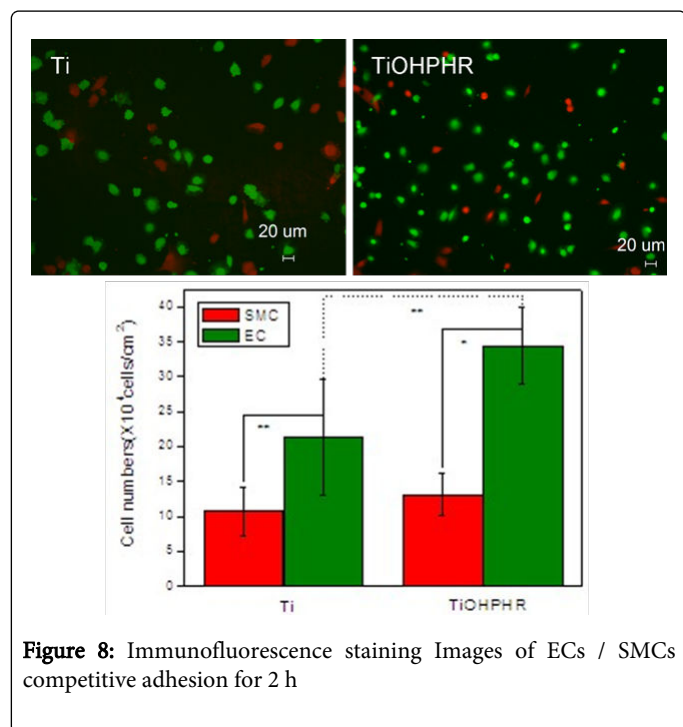 Ti
TiOHPHR
20 um
20 um
40
35
30
25
20
15
10
5
0
Cell numbers(X10⁴cells/cm²)
SMC
EC
**
**
*
Ti
TiOHPHR
Figure 8: Immunofluorescence staining Images of ECs / SMCs
competitive adhesion for 2 h